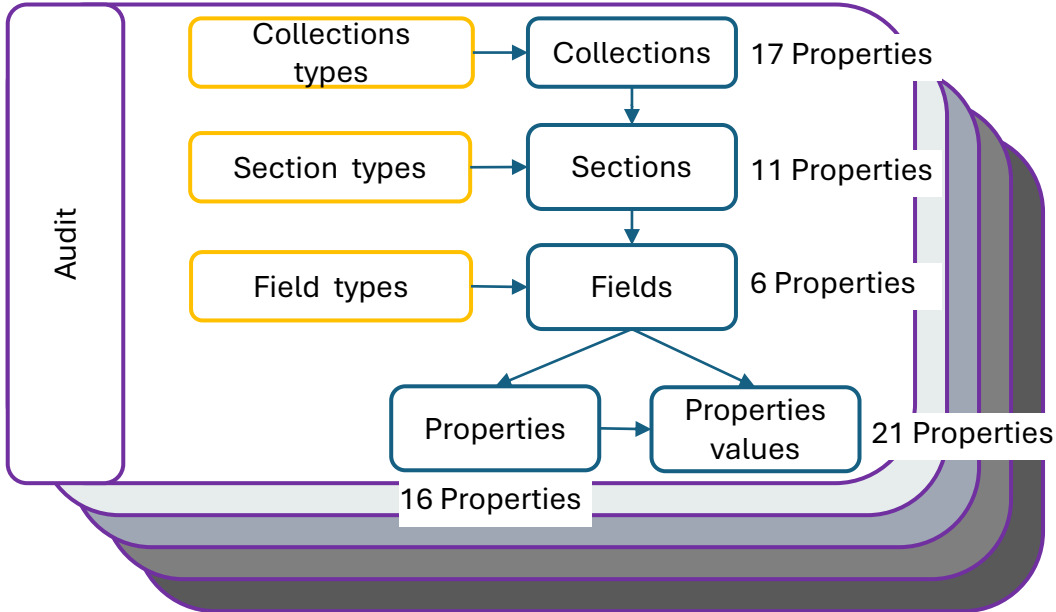 Audit
Collections
types
Collections
17 Properties
Section types
Sections
11 Properties
Field types
Fields
6 Properties
Properties
Properties
values
21 Properties
16 Properties